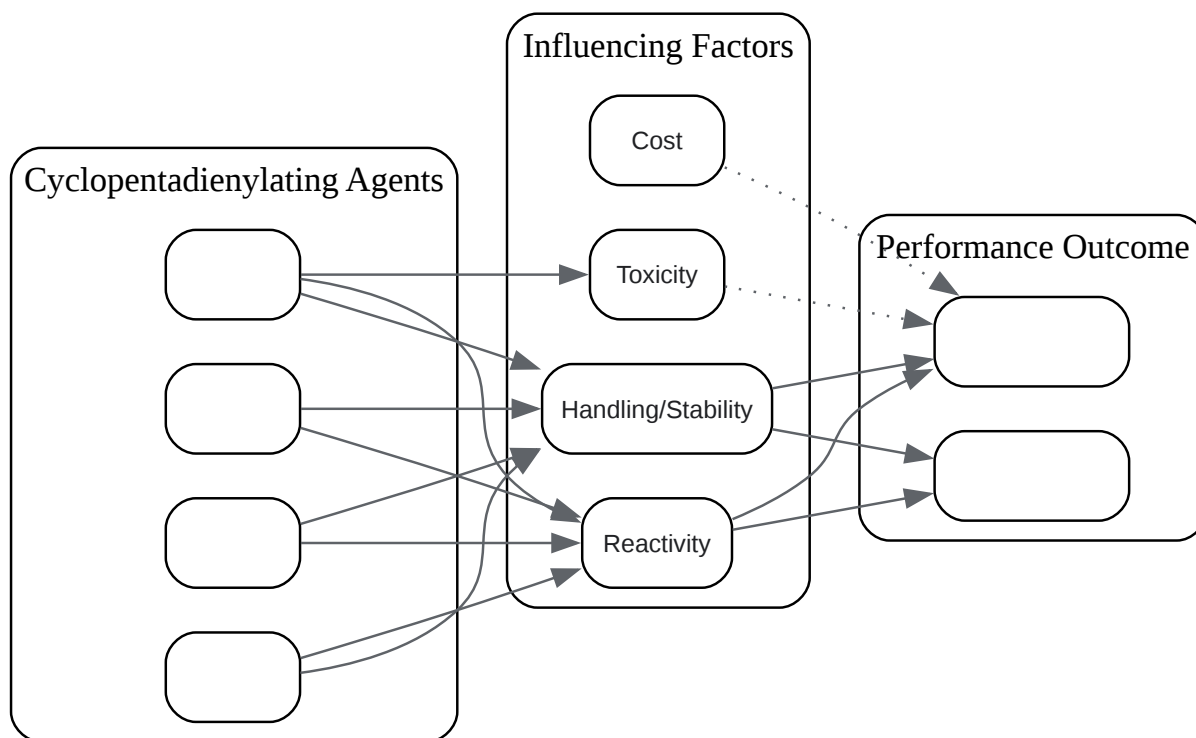 Influencing Factors
Cost
Cyclopentadienylating Agents
Toxicity
Performance Outcome
Handling/Stability
Reactivity